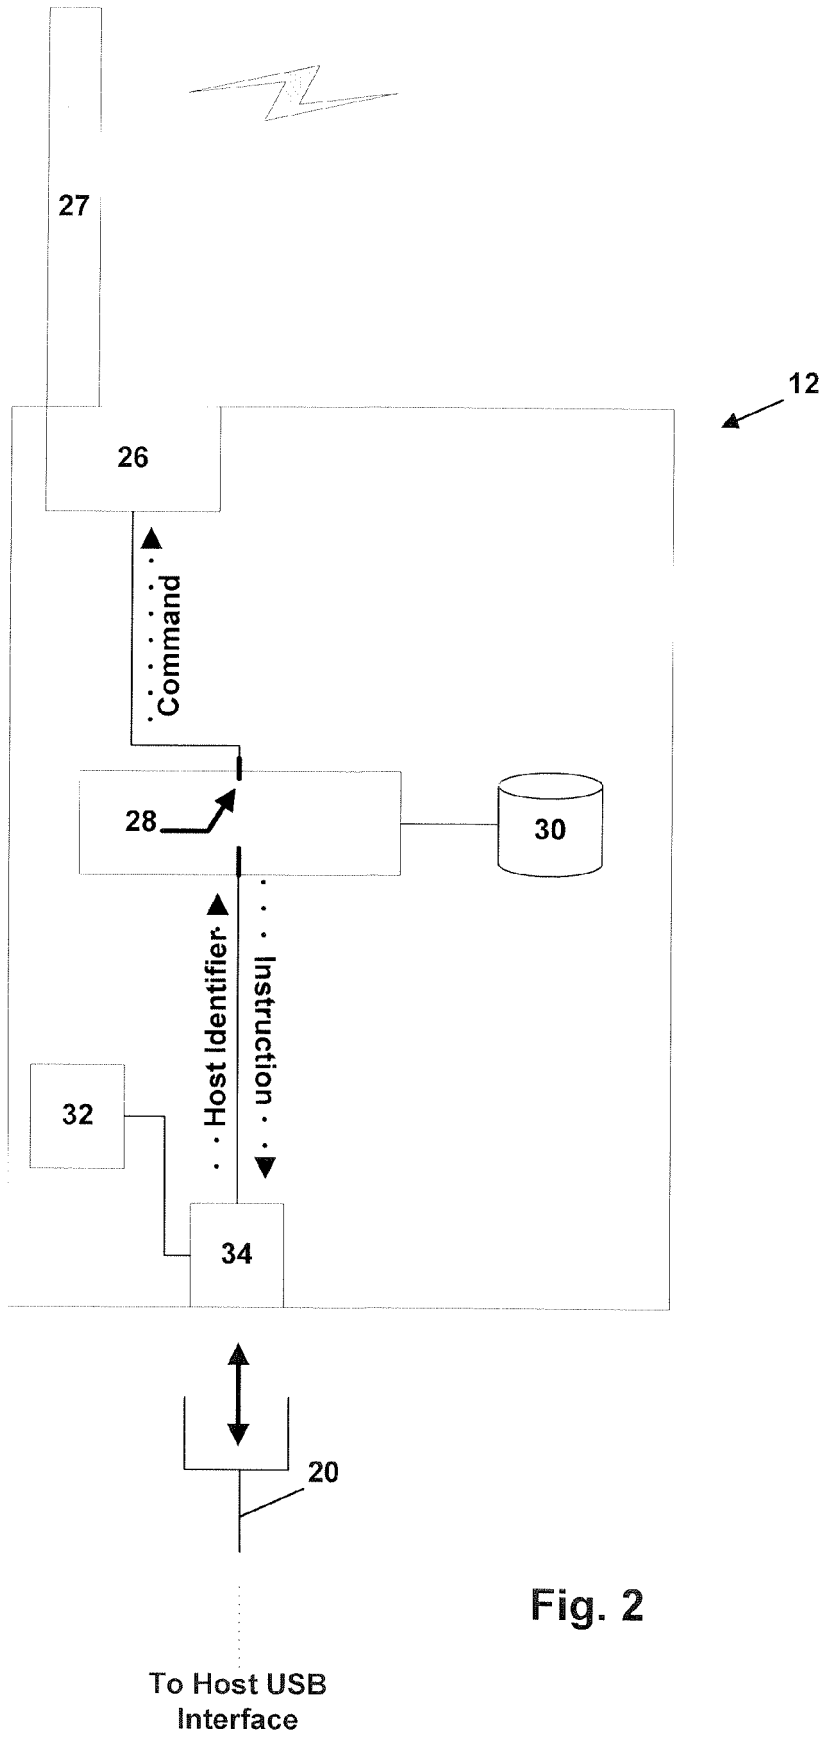 27
12
26
Command
28
30
Host Identifier
Instruction
32
34
20
Fig. 2
To Host USB
Interface